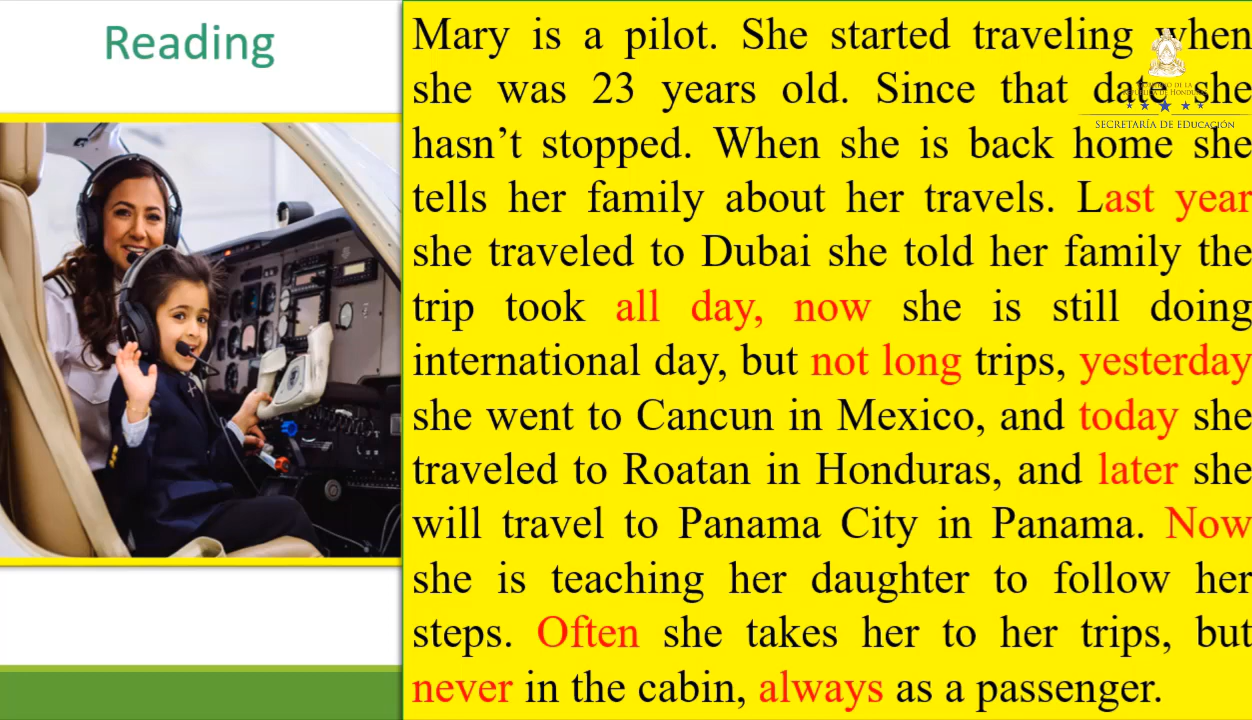 Reading
Mary is a pilot. She started traveling when
she was 23 years old. Since that date she
hasn’t stopped. When she is back home she
tells her family about her travels. Last year
she traveled to Dubai she told her family the
trip took all day, now she is still doing
international day, but not long trips, yesterday
she went to Cancun in Mexico, and today she
traveled to Roatan in Honduras, and later she
will travel to Panama City in Panama. Now
she is teaching her daughter to follow her
steps. Often she takes her to her trips, but
never in the cabin, always as a passenger.
SECRETARÍA DE EDUCACIÓN